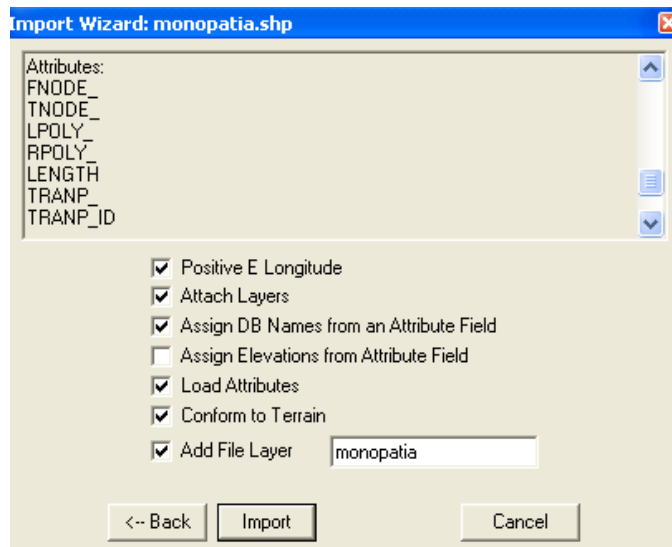 Import Wizard: monopatia.shp
Attributes:
FNODE_
TNODE_
LPOLY_
RPOLY_
LENGTH
TRANP_
TRANP_ID
Positive E Longitude
Attach Layers
Assign DB Names from an Attribute Field
Assign Elevations from Attribute Field
Load Attributes
Conform to Terrain
Add File Layer monopatia
<-- Back Import Cancel